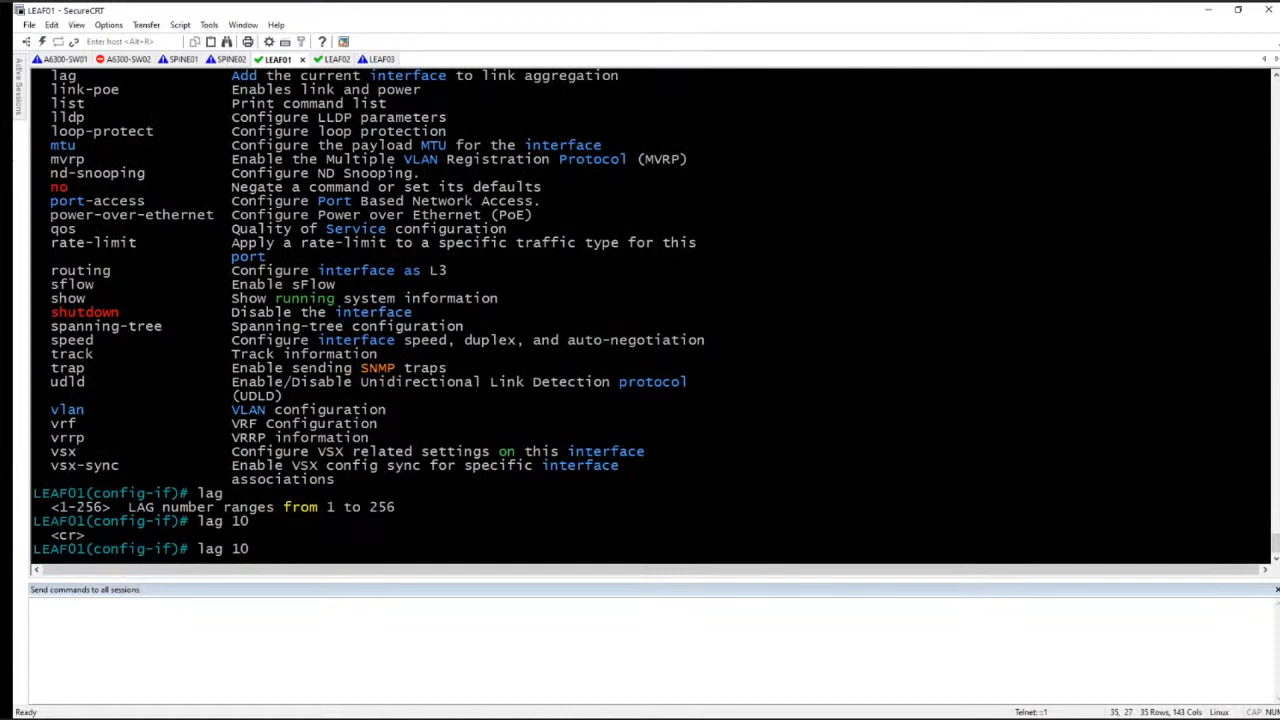 LEAF01 - SecureCRT
File Edit View Options Transfer Script Tools Window Help
Enter host <Alt+R>
A6300-SW01 A6300-SW02 SPINE01 SPINE02 LEAF01 LEAF02 LEAF03
Active Sessions
lag Add the current interface to link aggregation
link-poe Enables link and power
list Print command list
lldp Configure LLDP parameters
loop-protect Configure loop protection
mtu Configure the payload MTU for the interface
mvrp Enable the Multiple VLAN Registration Protocol (MVRP)
nd-snooping Configure ND Snooping.
no Negate a command or set its defaults
port-access Configure Port Based Network Access.
power-over-ethernet Configure Power over Ethernet (PoE)
qos Quality of Service configuration
rate-limit Apply a rate-limit to a specific traffic type for this
port
routing Configure interface as L3
sflow Enable sFlow
show Show running system information
shutdown Disable the interface
spanning-tree Spanning-tree configuration
speed Configure interface speed, duplex, and auto-negotiation
track Track information
trap Enable sending SNMP traps
udld Enable/Disable Unidirectional Link Detection protocol
(UDLD)
vlan VLAN configuration
vrf VRF Configuration
vrrp VRRP information
vsx Configure VSX related settings on this interface
vsx-sync Enable VSX config sync for specific interface
associations
LEAF01(config-if)# lag
<1-256> LAG number ranges from 1 to 256
LEAF01(config-if)# lag 10
<cr>
LEAF01(config-if)# lag 10
Send commands to all sessions
Ready Telnet: ::1 35, 27 35 Rows, 143 Cols Linux CAP NUM